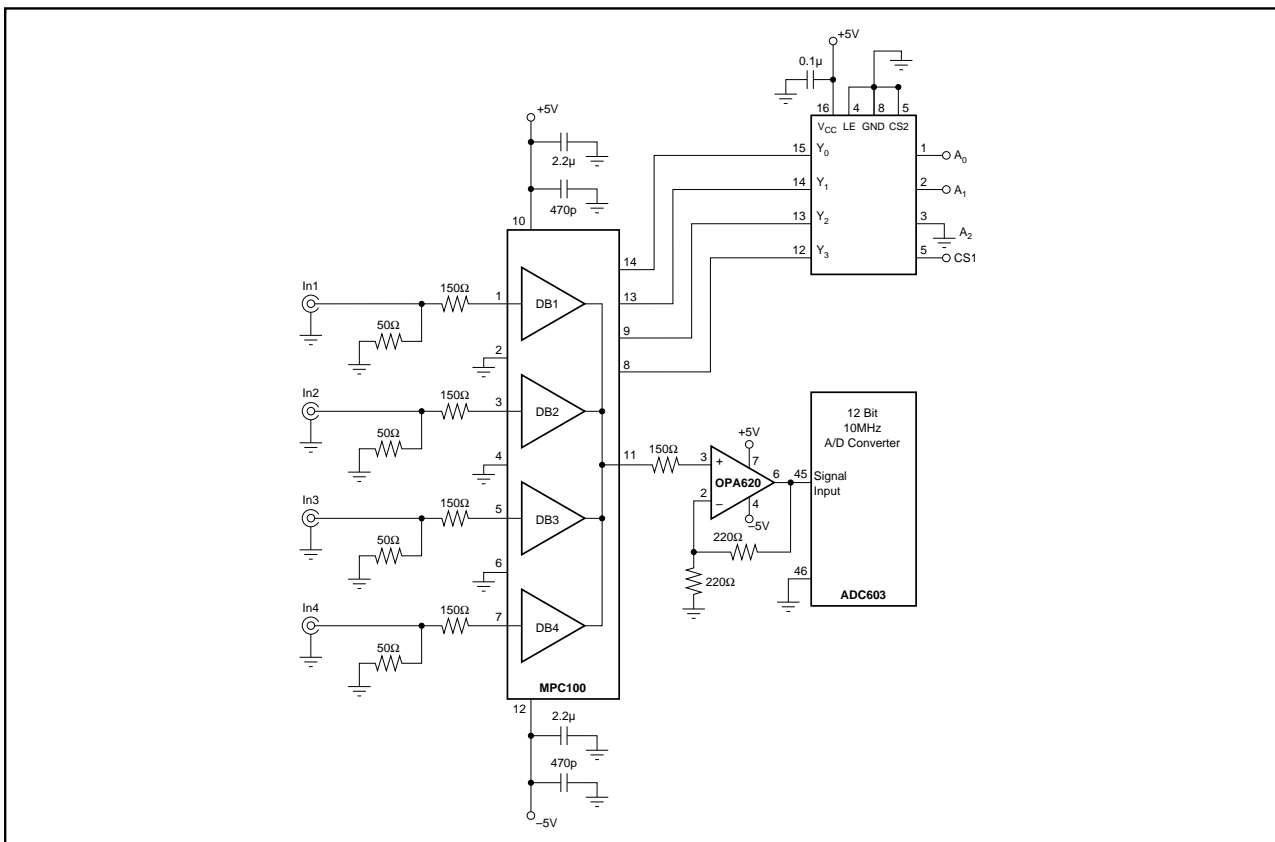 +5V
0.1µ
16 4 8 5
VCC LE GND CS2
+5V
2.2µ
470p
10
15 Y0
14 Y1
13 Y2
12 Y3
1 A0
2 A1
3 A2
5 CS1
14
13
9
8
In1
150Ω
50Ω
1
DB1
2
In2
150Ω
50Ω
3
DB2
4
In3
150Ω
50Ω
5
DB3
6
In4
150Ω
50Ω
7
DB4
MPC100
12
2.2µ
470p
–5V
11
150Ω
3 +
2 –
OPA620
+5V
7
6
4
–5V
220Ω
220Ω
12 Bit
10MHz
A/D Converter
45 Signal
Input
46
ADC603